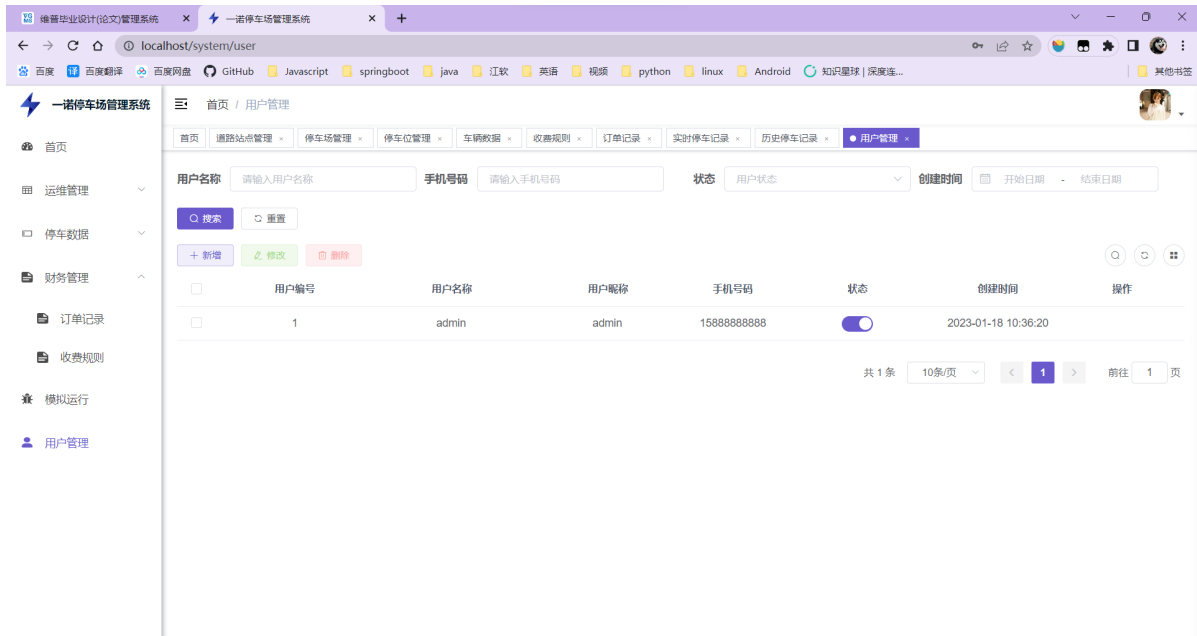 维普毕业设计(论文)管理系统 一诺停车场管理系统
localhost/system/user
百度 百度翻译 百度网盘 GitHub Javascript springboot java 江软 英语 视频 python linux Android 知识星球 | 深度连... 其他书签
一诺停车场管理系统 首页 / 用户管理
首页 道路站点管理 停车场管理 停车位管理 车辆数据 收费规则 订单记录 实时停车记录 历史停车记录 用户管理
首页
运维管理
停车数据
财务管理
订单记录
收费规则
模拟运行
用户管理
用户名称 请输入用户名称 手机号码 请输入手机号码 状态 用户状态 创建时间 开始日期 - 结束日期
搜索 重置
新增 修改 删除
用户编号 用户名称 用户昵称 手机号码 状态 创建时间 操作
1 admin admin 15888888888 2023-01-18 10:36:20
共 1 条 10条/页 1 前往 1 页